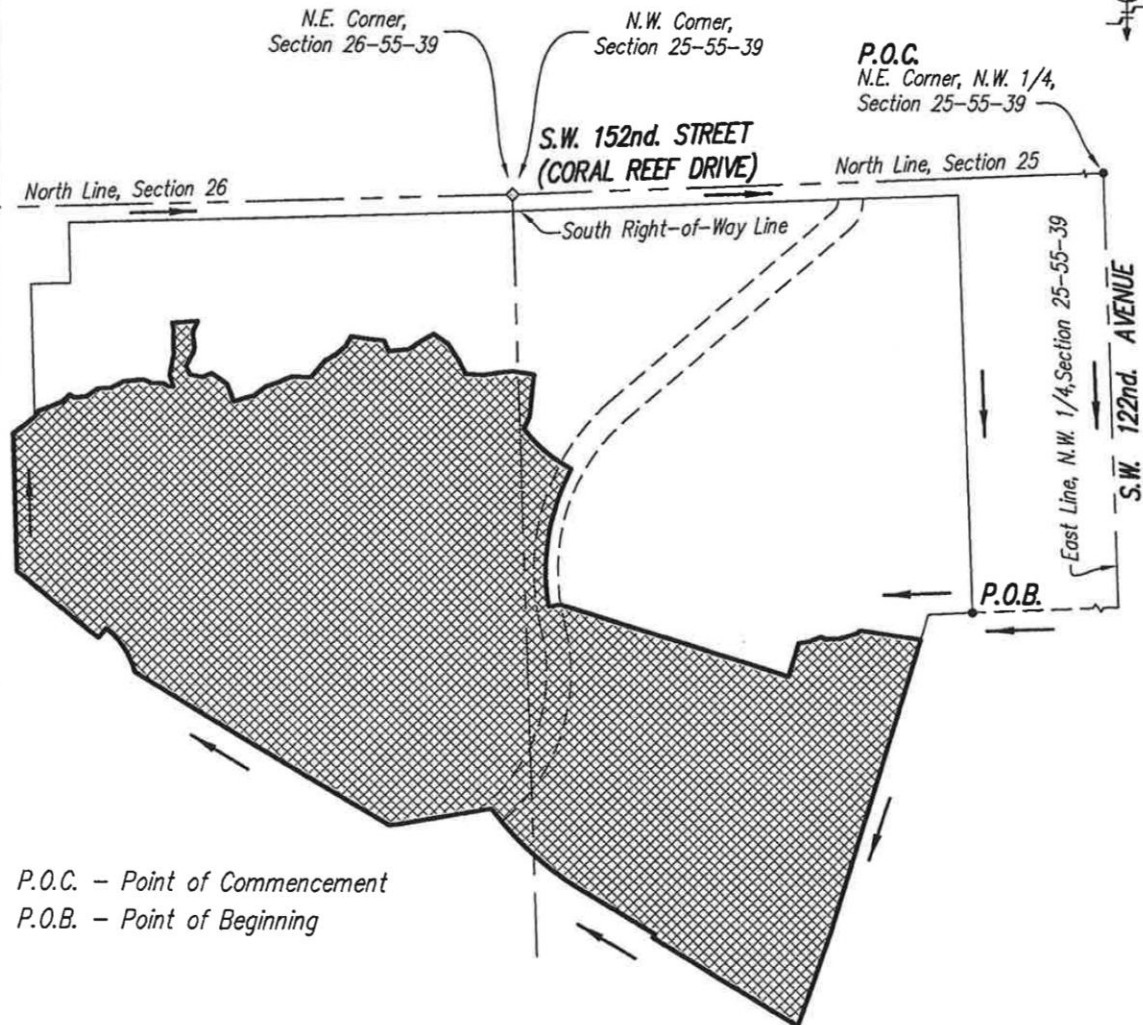 N.E. Corner,
Section 26-55-39
N.W. Corner,
Section 25-55-39
P.O.C.
N.E. Corner, N.W. 1/4,
Section 25-55-39
S.W. 152nd. STREET
(CORAL REEF DRIVE)
North Line, Section 26
North Line, Section 25
South Right-of-Way Line
East Line, N.W. 1/4,Section 25-55-39
S.W. 122nd. AVENUE
P.O.B.
P.O.C. - Point of Commencement
P.O.B. - Point of Beginning